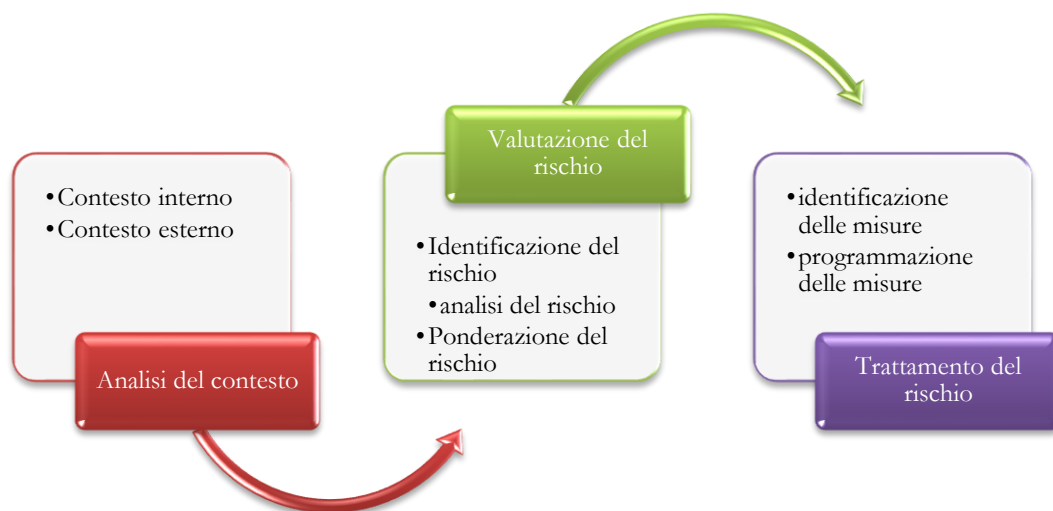 •Contesto interno
•Contesto esterno
Analisi del contesto
Valutazione del
rischio
•Identificazione del
rischio
•analisi del rischio
•Ponderazione del
rischio
•identificazione
delle misure
•programmazione
delle misure
Trattamento del
rischio